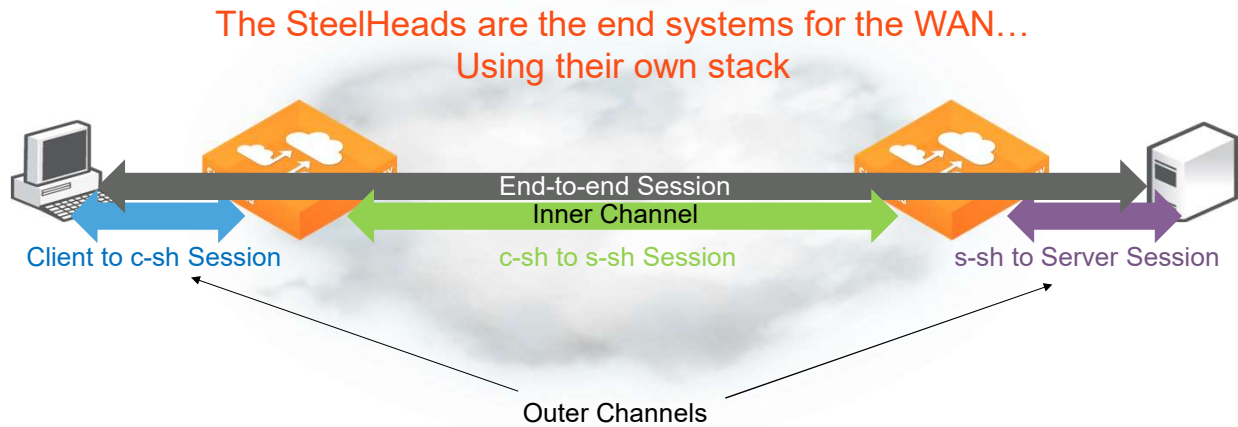 The SteelHeads are the end systems for the WAN…
Using their own stack
End-to-end Session
Inner Channel
Client to c-sh Session
c-sh to s-sh Session
s-sh to Server Session
Outer Channels